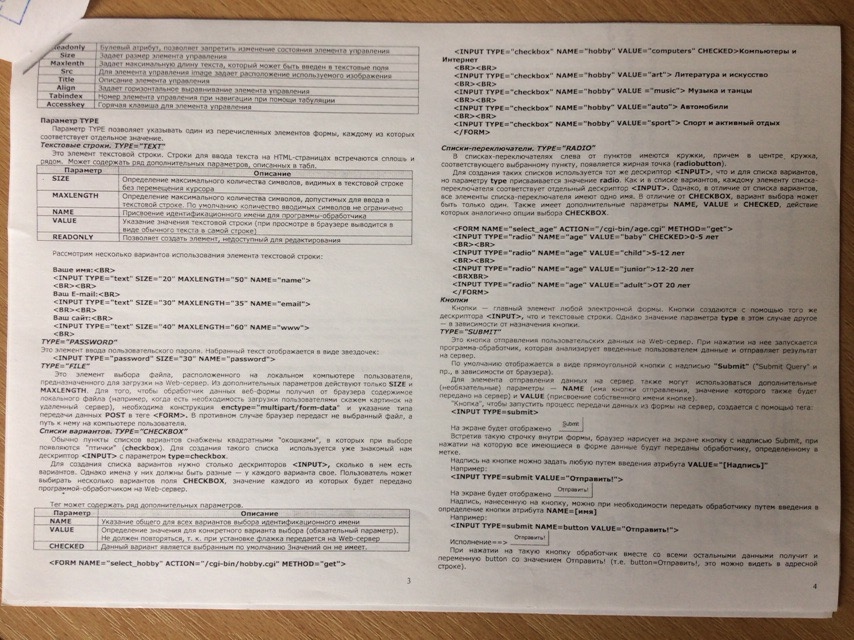 Readonly Булевый атрибут, позволяет запретить изменение состояния элемента управления
Size Задает размер элемента управления
Maxlenth Задает максимальную длину текста, который может быть введен в текстовые поля
Src Для элемента управления image задает расположение используемого изображения
Title Описание элемента управления
Align Задает горизонтальное выравнивание элемента управления
Tabindex Номер элемента управления при навигации при помощи табуляции
Accesskey Горячая клавиша для элемента управления
Параметр TYPE
Параметр TYPE позволяет указывать один из перечисленных элементов формы, каждому из которых
соответствует отдельное значение.
Текстовые строки. TYPE="TEXT"
Это элемент текстовой строки. Строки для ввода текста на HTML-страницах встречаются сплошь и
рядом. Может содержать ряд дополнительных параметров, описанных в табл.
Параметр Описание
SIZE Определение максимального количества символов, видимых в текстовой строке
без перемещения курсора
MAXLENGTH Определение максимального количества символов, допустимых для ввода в
текстовой строке. По умолчанию количество вводимых символов не ограничено
NAME Присвоение идентификационного имени для программы-обработчика
VALUE Указание значения текстовой строки (при просмотре в браузере выводится в
виде обычного текста в самой строке)
READONLY Позволяет создать элемент, недоступный для редактирования
Рассмотрим несколько вариантов использования элемента текстовой строки:
Ваше имя:<BR>
<INPUT TYPE="text" SIZE="20" MAXLENGTH="50" NAME="name">
<BR><BR>
Ваш E-mail:<BR>
<INPUT TYPE="text" SIZE="30" MAXLENGTH="35" NAME="email">
<BR><BR>
Ваш сайт:<BR>
<INPUT TYPE="text" SIZE="40" MAXLENGTH="60" NAME="www">
<BR>
TYPE="PASSWORD"
Это элемент ввода пользовательского пароля. Набранный текст отображается в виде звездочек:
<INPUT TYPE="password" SIZE="30" NAME="password">
TYPE="FILE"
Это элемент выбора файла, расположенного на локальном компьютере пользователя,
предназначенного для загрузки на Web-сервер. Из дополнительных параметров действуют только SIZE и
MAXLENGTH. Для того, чтобы обработчик данных веб-формы получил от браузера содержимое
локального файла (например, когда есть необходимость загрузки пользователями скажем картинок на
удаленный сервер), необходима конструкция enctype="multipart/form-data" и указание типа
передачи данных POST в теге <FORM>. В противном случае браузер передаст не выбранный файл, а
путь к нему на компьютере пользователя.
Списки вариантов. TYPE="CHECKBOX"
Обычно пункты списков вариантов снабжены квадратными "окошками", в которых при выборе
появляются "птички" (checkbox). Для создания такого списка используется уже знакомый нам
дескриптор <INPUT> с параметром type=checkbox.
Для создания списка вариантов нужно столько дескрипторов <INPUT>, сколько в нем есть
вариантов. Однако имена у них должны быть разные — у каждого варианта свое. Пользователь может
выбирать несколько вариантов поля CHECKBOX, значение каждого из которых будет передано
программой-обработчиком на Web-сервер.
Тег может содержать ряд дополнительных параметров.
Параметр Описание
NAME Указание общего для всех вариантов выбора идентификационного имени
VALUE Определение значения для конкретного варианта выбора (обязательный параметр).
Не должен повторяться, т. к. при установке флажка передается на Web-сервер
CHECKED Данный вариант является выбранным по умолчанию Значений он не имеет.
<FORM NAME="select_hobby" ACTION="/cgi-bin/hobby.cgi" METHOD="get">
3
<INPUT TYPE="checkbox" NAME="hobby" VALUE="computers" CHECKED>Компьютеры и
Интернет
<BR><BR>
<INPUT TYPE="checkbox" NAME="hobby" VALUE="art"> Литература и искусство
<BR><BR>
<INPUT TYPE="checkbox" NAME="hobby" VALUE ="music"> Музыка и танцы
<BR><BR>
<INPUT TYPE="checkbox" NAME="hobby" VALUE="auto"> Автомобили
<BR><BR>
<INPUT TYPE="checkbox" NAME="hobby" VALUE="sport"> Спорт и активный отдых
</FORM>
Списки-переключатели. TYPE="RADIO"
В списках-переключателях слева от пунктов имеются кружки, причем в центре кружка,
соответствующего выбранному пункту, появляется жирная точка (radiobutton).
Для создания таких списков используется тот же дескриптор <INPUT>, что и для списка вариантов,
но параметру type присваивается значение radio. Как и в списке вариантов, каждому элементу списка-
переключателя соответствует отдельный дескриптор <INPUT>. Однако, в отличие от списка вариантов,
все элементы списка-переключателя имеют одно имя. В отличие от CHECKBOX, вариант выбора может
быть только один. Также имеет дополнительные параметры NAME, VALUE и CHECKED, действие
которых аналогично опции выбора CHECKBOX.
<FORM NAME="select_age" ACTION="/cgi-bin/age.cgi" METHOD="get">
<INPUT TYPE="radio" NAME="age" VALUE="baby" CHECKED>0-5 лет
<BR><BR>
<INPUT TYPE="radio" NAME="age" VALUE="child">5-12 лет
<BR><BR>
<INPUT TYPE="radio" NAME="age" VALUE="junior">12-20 лет
<BRXBR>
<INPUT TYPE="radio" NAME="age" VALUE="adult">ОТ 20 лет
</FORM>
Кнопки
Кнопки — главный элемент любой электронной формы. Кнопки создаются с помощью того же
дескриптора <INPUT>, что и текстовые строки. Однако значение параметра type в этом случае другое
— в зависимости от назначения кнопки.
TYPE="SUBMIT"
Это кнопка отправления пользовательских данных на Web-сервер. При нажатии на нее запускается
программа-обработчик, которая анализирует введенные пользователем данные и отправляет результат
на сервер.
По умолчанию отображается в виде прямоугольной кнопки с надписью "Submit" ("Submit Query" и
пр., в зависимости от браузера).
Для элемента отправления данных на сервер также могут использоваться дополнительные
(необязательные) параметры — NAME (имя кнопки отправления, значение которого также будет
передано на сервер) и VALUE (присвоение собственного имени кнопке).
"Кнопка", чтобы запустить процесс передачи данных из формы на сервер, создается с помощью тега:
<INPUT TYPE=submit>
На экране будет отображено Submit
Встретив такую строчку внутри формы, браузер нарисует на экране кнопку с надписью Submit, при
нажатии на которую все имеющиеся в форме данные будут переданы обработчику, определенному в
метке.
Надпись на кнопке можно задать любую путем введения атрибута VALUE="[Надпись]"
Например:
<INPUT TYPE=submit VALUE="Отправить!">
На экране будет отображено Отправить!
Надпись, нанесенную на кнопку, можно при необходимости передать обработчику путем введения в
определение кнопки атрибута NAME=[имя]
Например:
<INPUT TYPE=submit NAME=button VALUE="Отправить!">
Исполнение==> Отправить!
При нажатии на такую кнопку обработчик вместе со всеми остальными данными получит и
переменную button со значением Отправить! (т.е. button=Отправить!, это можно видеть в адресной
строке).
4